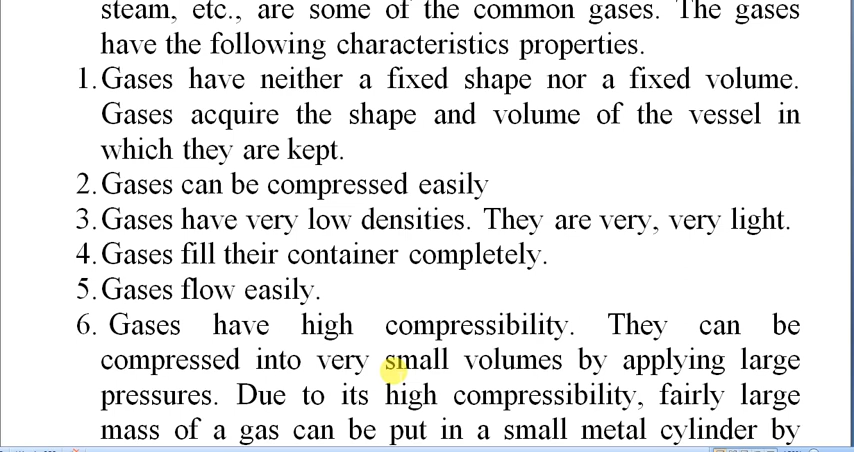 steam, etc., are some of the common gases. The gases
have the following characteristics properties.
1. Gases have neither a fixed shape nor a fixed volume.
Gases acquire the shape and volume of the vessel in
which they are kept.
2. Gases can be compressed easily
3. Gases have very low densities. They are very, very light.
4. Gases fill their container completely.
5. Gases flow easily.
6. Gases have high compressibility. They can be
compressed into very small volumes by applying large
pressures. Due to its high compressibility, fairly large
mass of a gas can be put in a small metal cylinder by